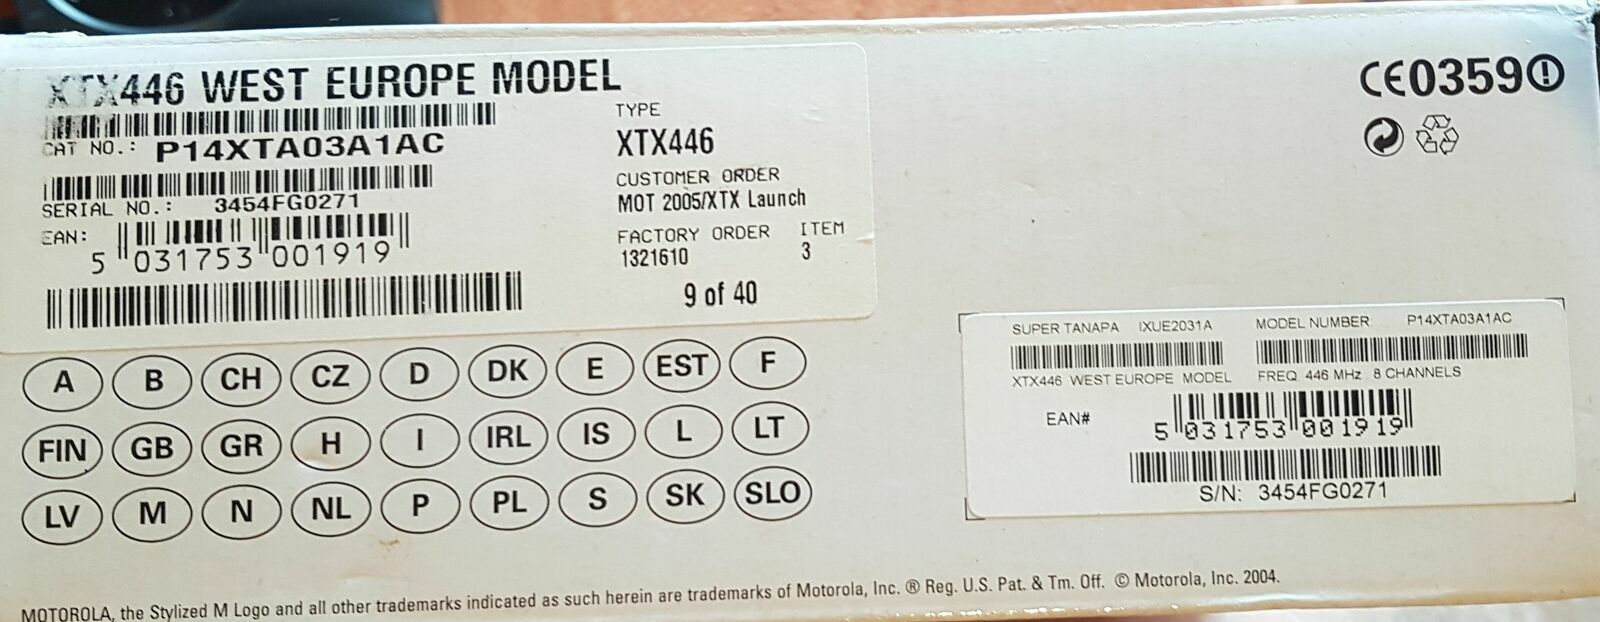 XTX446 WEST EUROPE MODEL
CAT NO.: P14XTA03A1AC
SERIAL NO.: 3454FG0271
EAN:
5 031753 001919
TYPE
XTX446
CUSTOMER ORDER
MOT 2005/XTX Launch
FACTORY ORDER ITEM
1321610 3
9 of 40
CE0359
SUPER TANAPA IXUE2031A MODEL NUMBER: P14XTA03A1AC
XTX446 WEST EUROPE MODEL FREQ. 446 MHz . 8 CHANNELS
EAN#
5 031753 001919
S/N: 3454FG0271
A B CH CZ D DK E EST F
FIN GB GR H I IRL IS L LT
LV M N NL P PL S SK SLO
MOTOROLA, the Stylized M Logo and all other trademarks indicated as such herein are trademarks of Motorola, Inc. ® Reg. U.S. Pat. & Tm. Off. © Motorola, Inc. 2004.